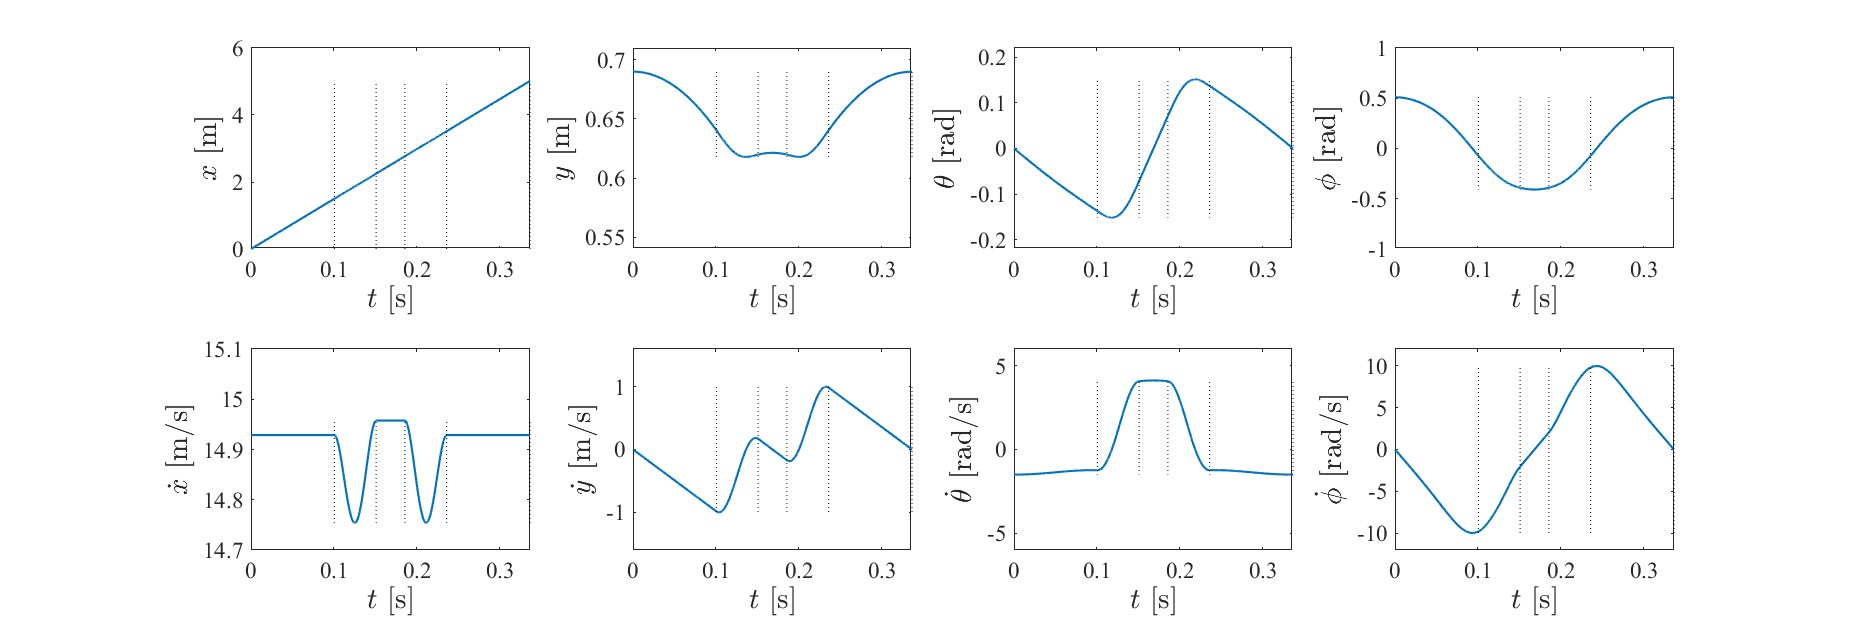 6
4
2
0
x [m]
0 0.1 0.2 0.3
t [s]
0.7
0.65
0.6
0.55
y [m]
0 0.1 0.2 0.3
t [s]
0.2
0.1
0
-0.1
-0.2
θ [rad]
0 0.1 0.2 0.3
t [s]
1
0.5
0
-0.5
-1
ϕ [rad]
0 0.1 0.2 0.3
t [s]
15.1
15
14.9
14.8
14.7
ẋ [m/s]
0 0.1 0.2 0.3
t [s]
1
0
-1
ẏ [m/s]
0 0.1 0.2 0.3
t [s]
5
0
-5
θ̇ [rad/s]
0 0.1 0.2 0.3
t [s]
10
5
0
-5
-10
ϕ̇ [rad/s]
0 0.1 0.2 0.3
t [s]